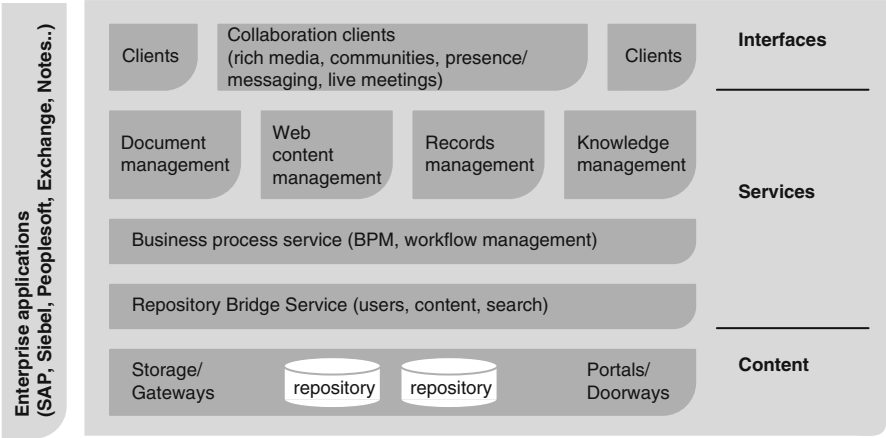 Enterprise applications
(SAP, Siebel, Peoplesoft, Exchange, Notes..)
Clients
Collaboration clients
(rich media, communities, presence/
messaging, live meetings)
Clients
Interfaces
Document
management
Web
content
management
Records
management
Knowledge
management
Services
Business process service (BPM, workflow management)
Repository Bridge Service (users, content, search)
Storage/
Gateways
repository
repository
Portals/
Doorways
Content